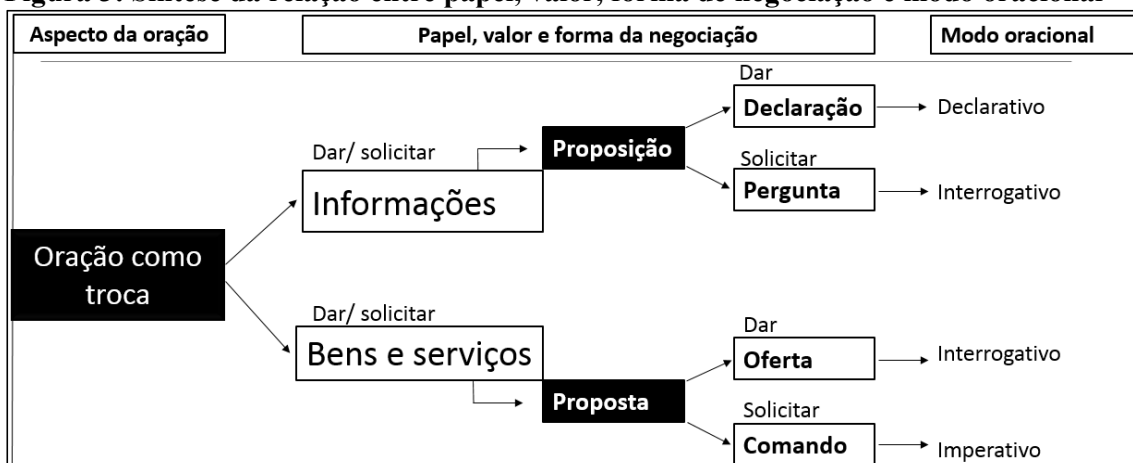 Figura 3: Síntese da relação entre papel, valor, forma de negociação e modo oracional
Aspecto da oração
Papel, valor e forma da negociação
Modo oracional
Oração como
troca
Dar/ solicitar
Informações
Proposição
Dar
Declaração
Declarativo
Solicitar
Pergunta
Interrogativo
Dar/ solicitar
Bens e serviços
Proposta
Dar
Oferta
Interrogativo
Solicitar
Comando
Imperativo